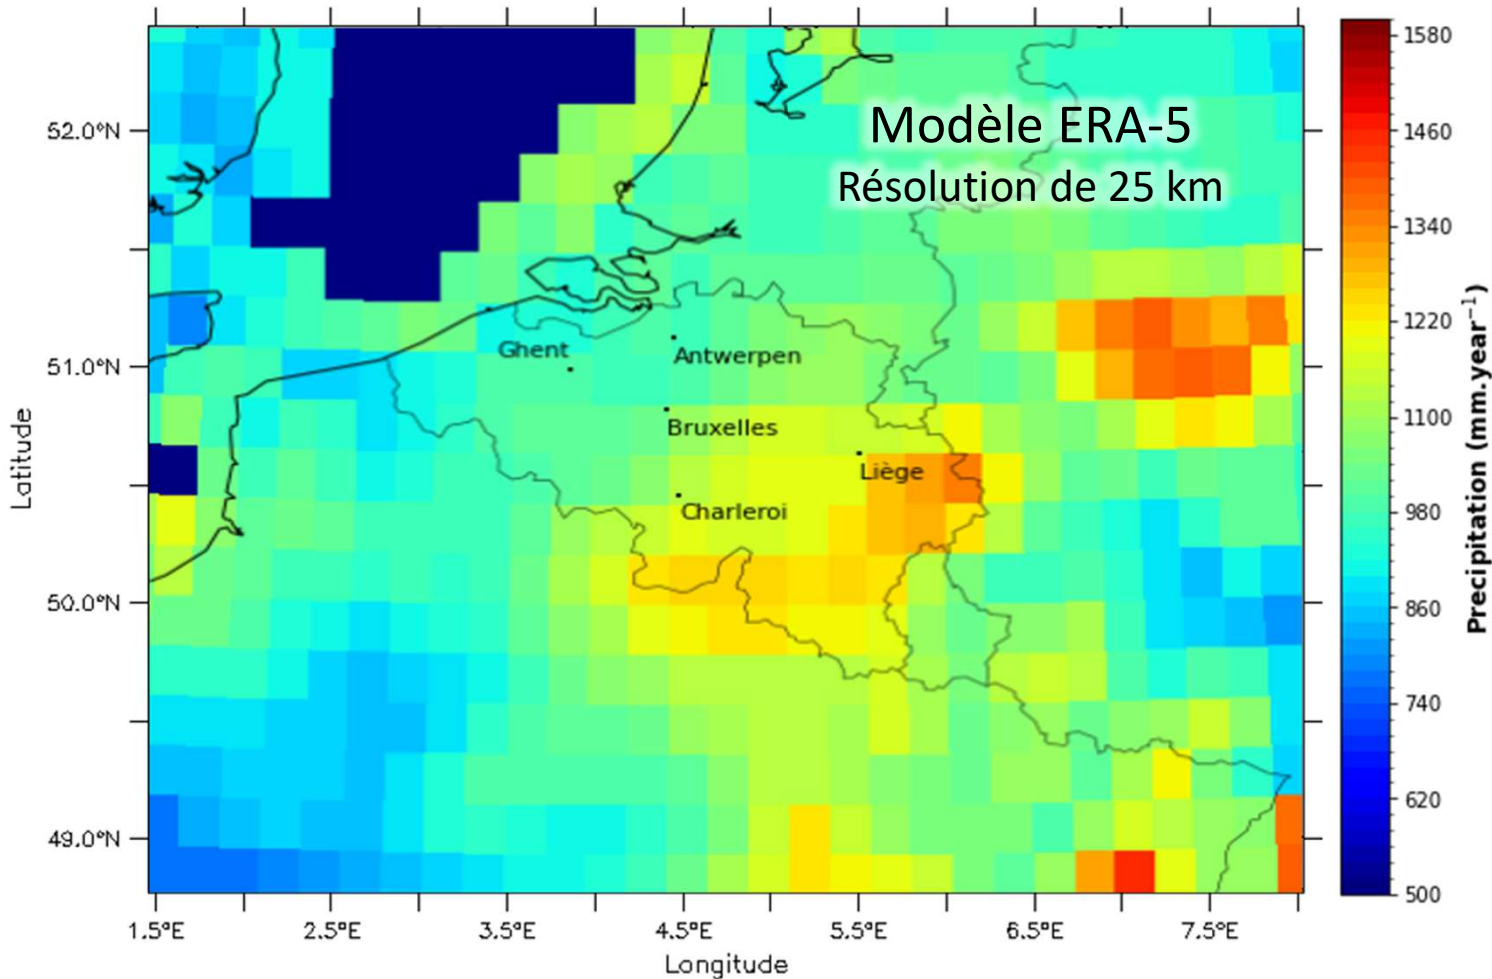 Modèle ERA-5
Résolution de 25 km
52.0°N
51.0°N
50.0°N
49.0°N
Latitude
Ghent
Antwerpen
Bruxelles
Liège
Charleroi
1.5°E
2.5°E
3.5°E
4.5°E
5.5°E
6.5°E
7.5°E
Longitude
1580
1460
1340
1220
1100
980
860
740
620
500
Precipitation (mm.year⁻¹)